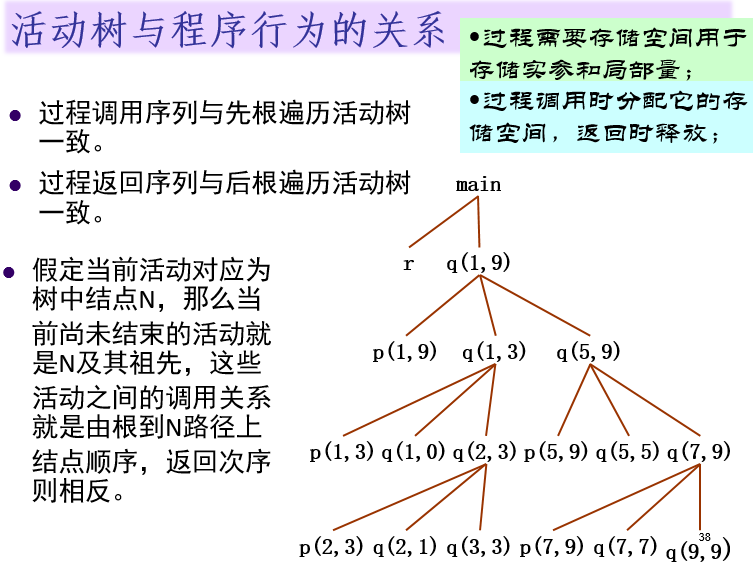 活动树与程序行为的关系
•过程需要存储空间用于
存储实参和局部量；
•过程调用时分配它的存
储空间，返回时释放；
● 过程调用序列与先根遍历活动树
一致。
● 过程返回序列与后根遍历活动树
一致。
● 假定当前活动对应为
树中结点N，那么当
前尚未结束的活动就
是N及其祖先，这些
活动之间的调用关系
就是由根到N路径上
结点顺序，返回次序
则相反。
main
r q(1,9)
p(1,9) q(1,3) q(5,9)
p(1,3) q(1,0) q(2,3) p(5,9) q(5,5) q(7,9)
p(2,3) q(2,1) q(3,3) p(7,9) q(7,7) q(9,9)
38